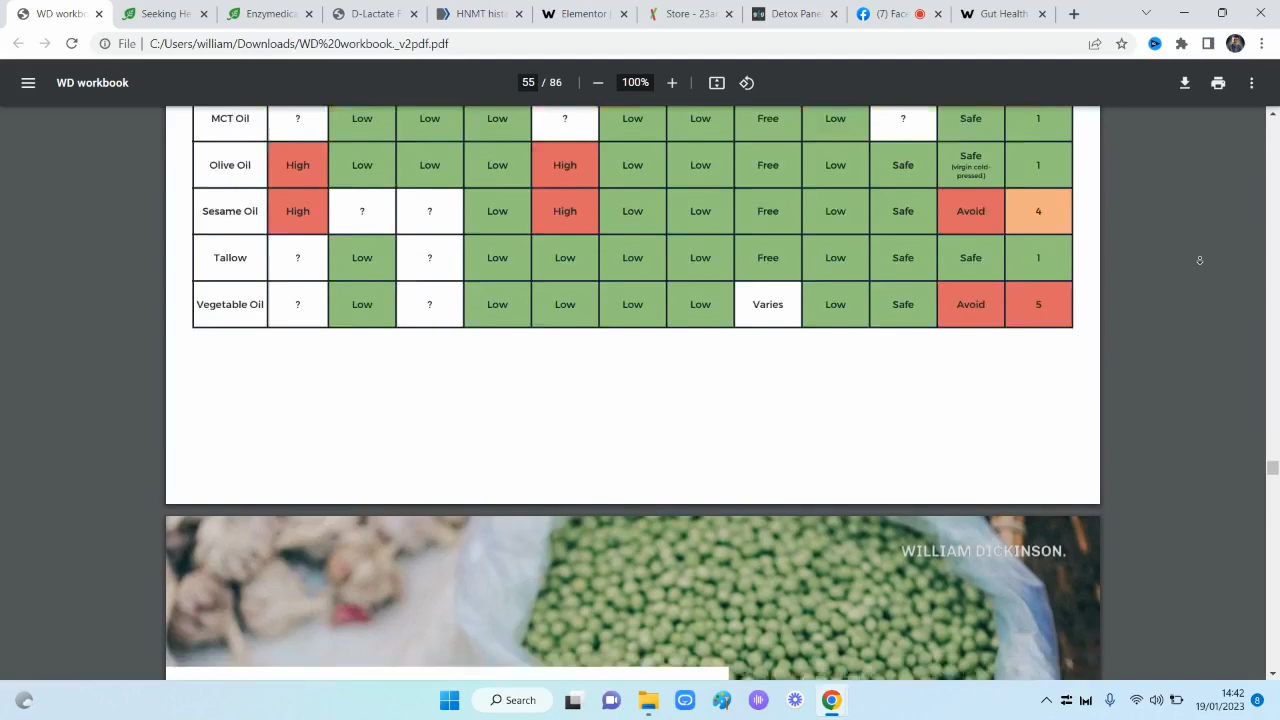 WD workbo
Seeking He
Enzymedica
D-Lactate F
HNMT hista
Elementor |
Store - 23a
Detox Pane
(7) Face
Gut Health
File C:/Users/william/Downloads/WD%20workbook._v2pdf.pdf
WD workbook
55 / 86
100%
MCT Oil ? Low Low Low ? Low Low Free Low ? Safe 1
Olive Oil High Low Low Low High Low Low Free Low Safe Safe (virgin cold-pressed) 1
Sesame Oil High ? ? Low High Low Low Free Low Safe Avoid 4
Tallow ? Low ? Low Low Low Low Free Low Safe Safe 1
Vegetable Oil ? Low ? Low Low Low Low Varies Low Safe Avoid 5
WILLIAM DICKINSON.
Search
14:42
19/01/2023
8